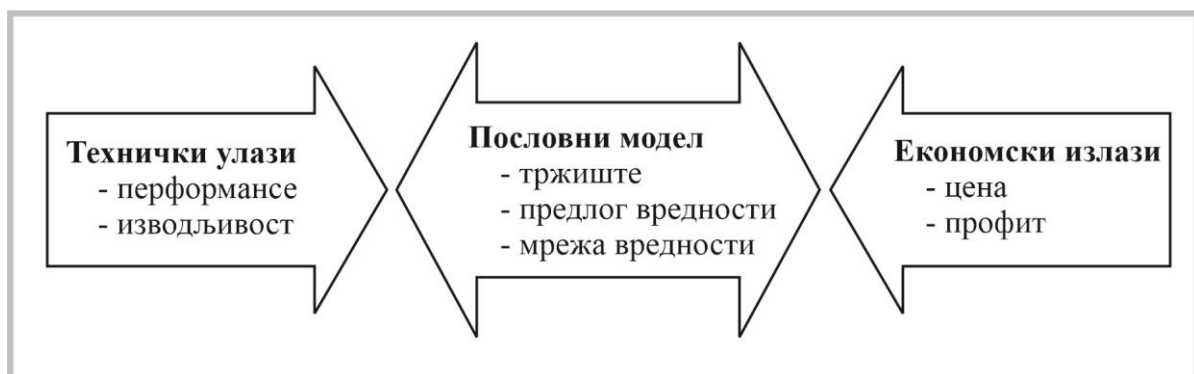 Технички улази
- перформансе
- изводљивост
Пословни модел
- тржиште
- предлог вредности
- мрежа вредности
Економски излази
- цена
- профит